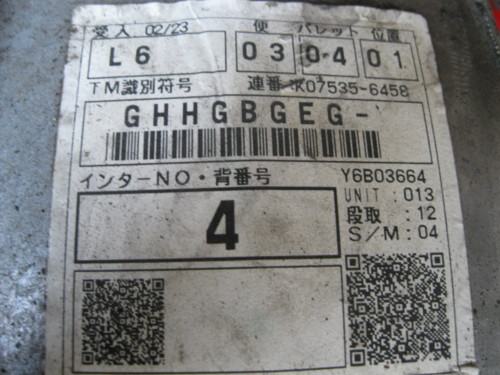 受入 02/23 便 パレット 位置
L6 03 04 01
TM識別符号 連番 K07535-6458
GHHGBGEG-
インターNO・背番号 Y6B03664
4 UNIT:013
段取:12
S/M:04